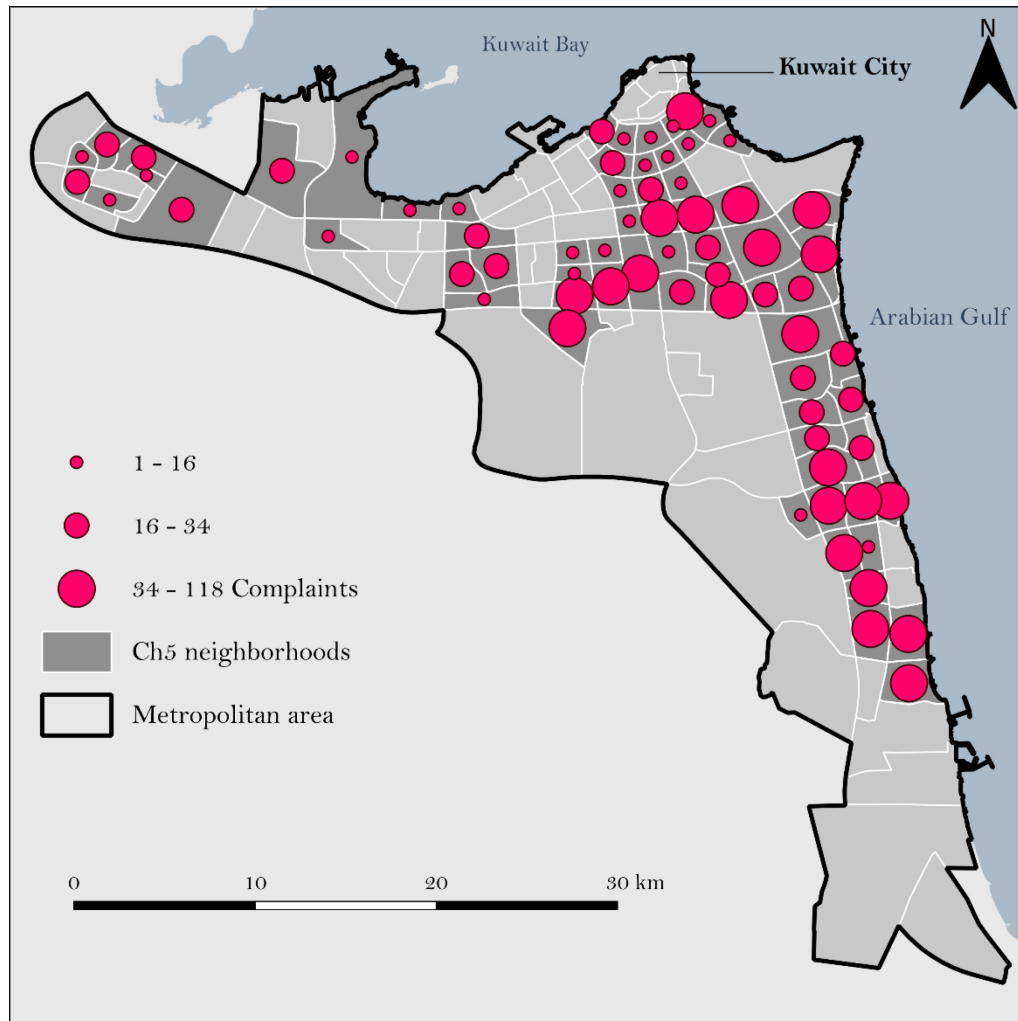 Kuwait Bay
N
Kuwait City
Arabian Gulf
1 - 16
16 - 34
34 - 118 Complaints
Ch5 neighborhoods
Metropolitan area
0 10 20 30 km